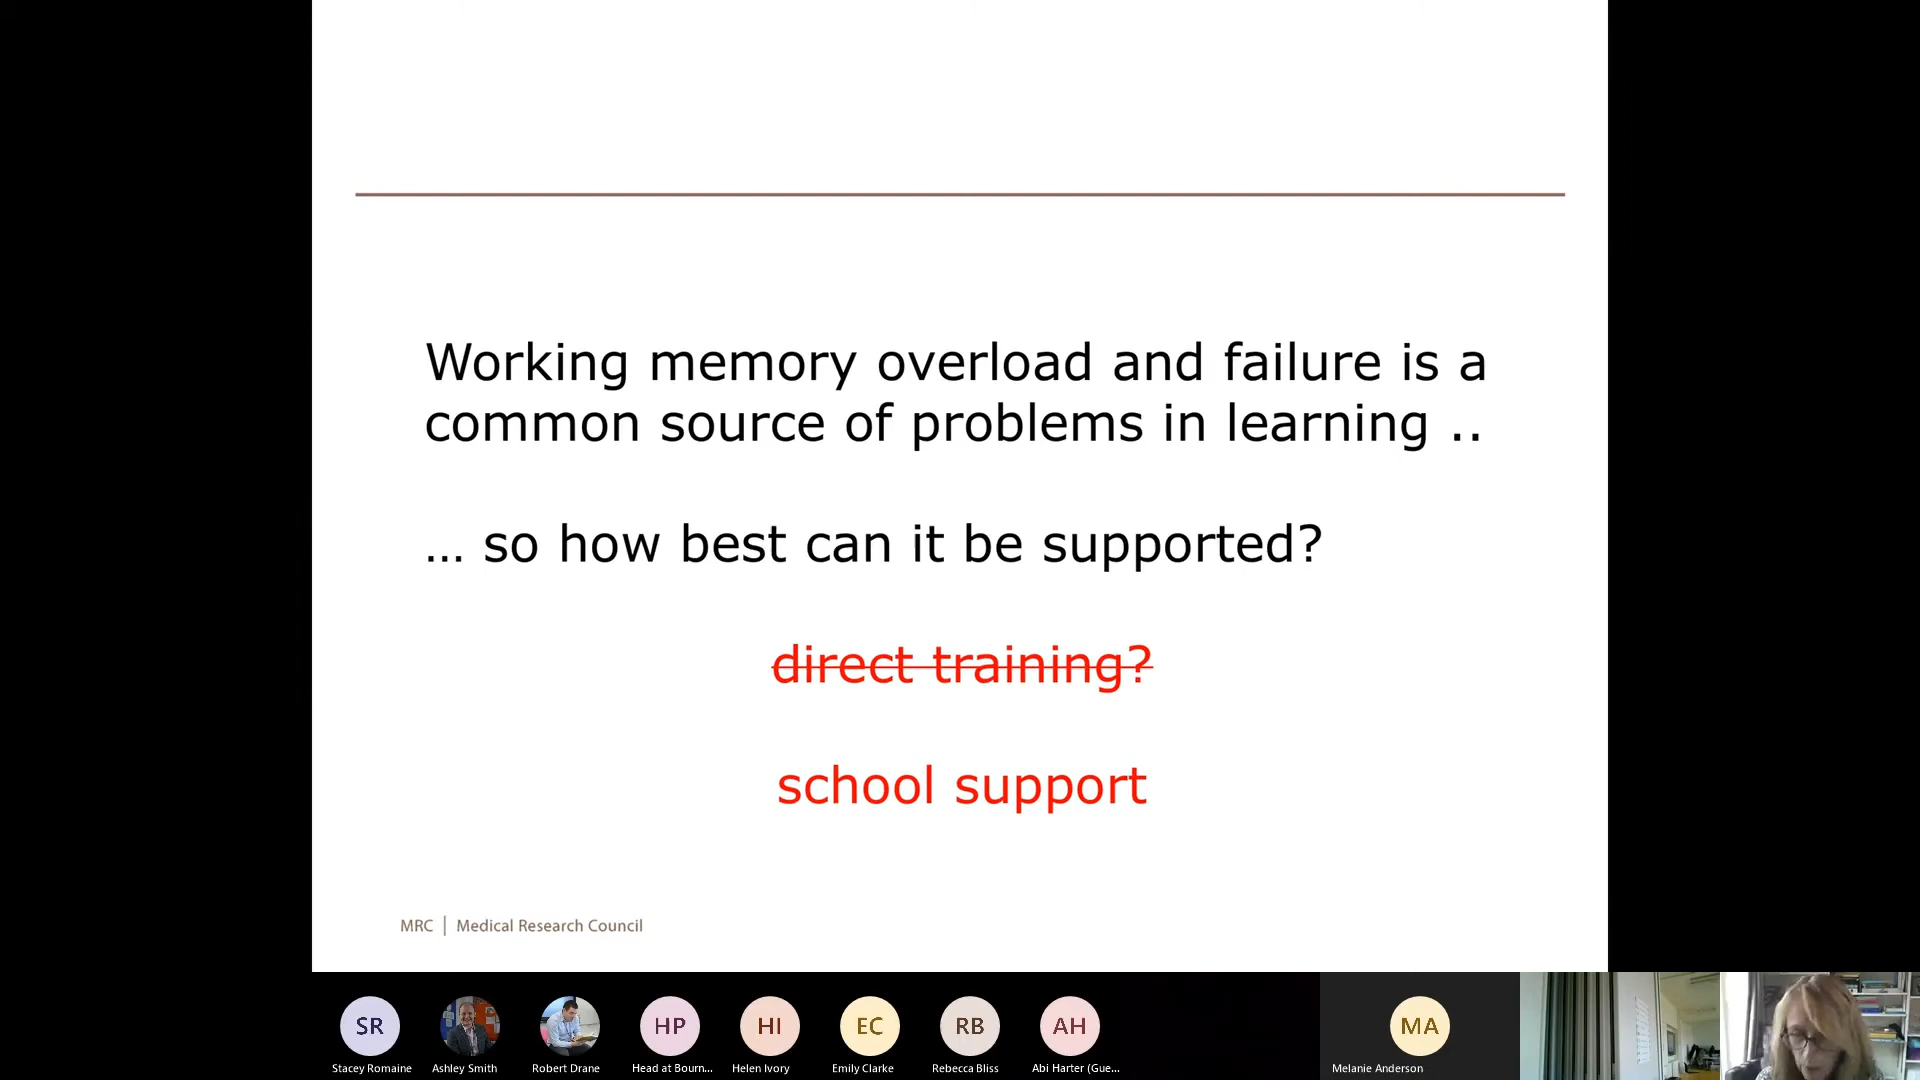 Working memory overload and failure is a
common source of problems in learning ..
... so how best can it be supported?
direct training?
school support
MRC | Medical Research Council
SR
HP
HI
EC
RB
AH
MA
Stacey Romaine
Ashley Smith
Robert Drane
Head at Bourn...
Helen Ivory
Emily Clarke
Rebecca Bliss
Abi Harter (Gue...
Melanie Anderson